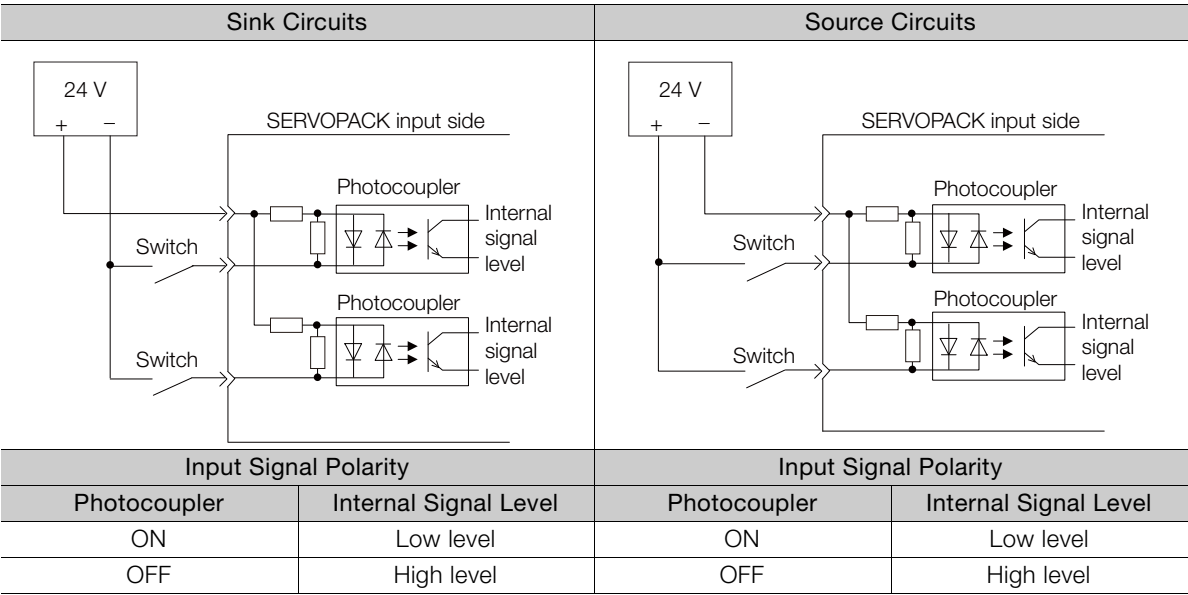 Sink Circuits
24 V
+ −
SERVOPACK input side
Photocoupler
Internal
signal
level
Switch
Photocoupler
Internal
signal
level
Switch
Source Circuits
24 V
+ −
SERVOPACK input side
Photocoupler
Internal
signal
level
Switch
Photocoupler
Internal
signal
level
Switch
Input Signal Polarity
Photocoupler Internal Signal Level
ON Low level
OFF High level
Input Signal Polarity
Photocoupler Internal Signal Level
ON Low level
OFF High level